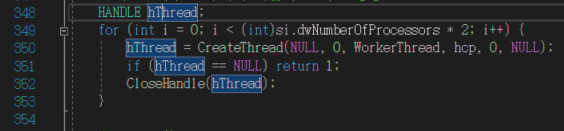 348 HANDLE hThread;
349 for (int i = 0; i < (int)si.dwNumberOfProcessors * 2; i++) {
350 hThread = CreateThread(NULL, 0, WorkerThread, hcp, 0, NULL);
351 if (hThread == NULL) return 1;
352 CloseHandle(hThread);
353 }
354